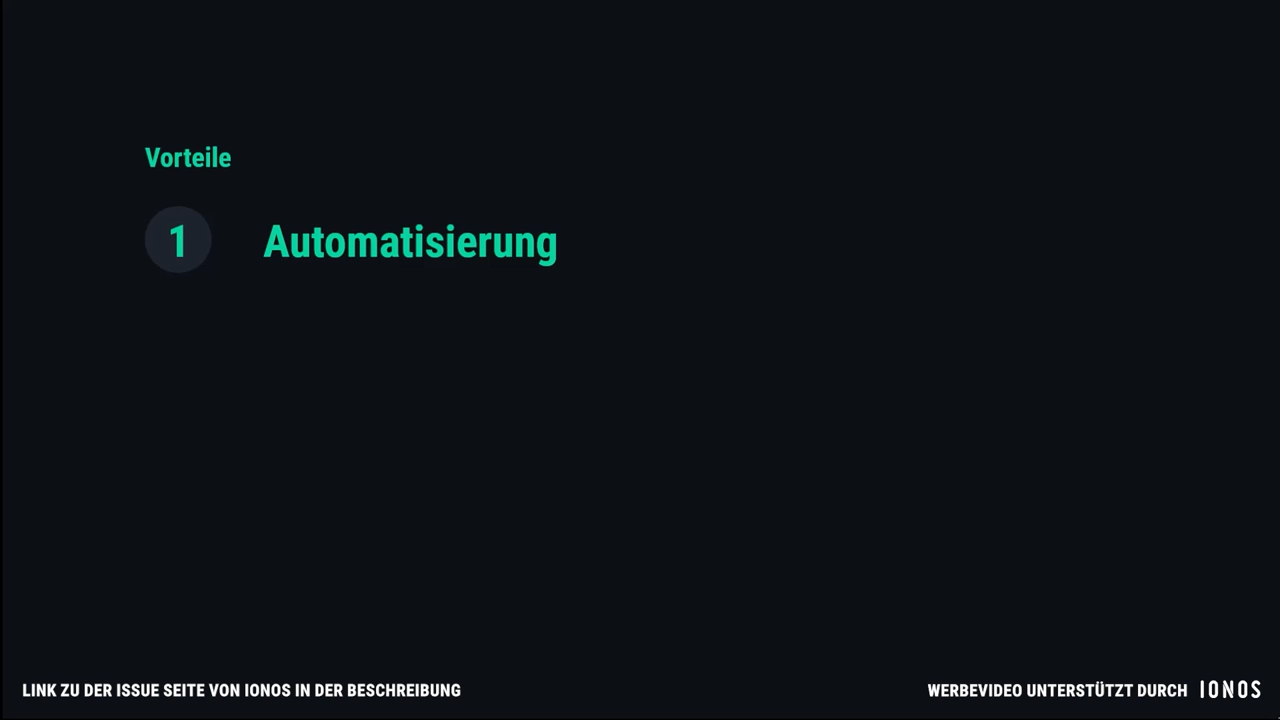 Vorteile
1 Automatisierung
LINK ZU DER ISSUE SEITE VON IONOS IN DER BESCHREIBUNG
WERBEVIDEO UNTERSTÜTZT DURCH IONOS